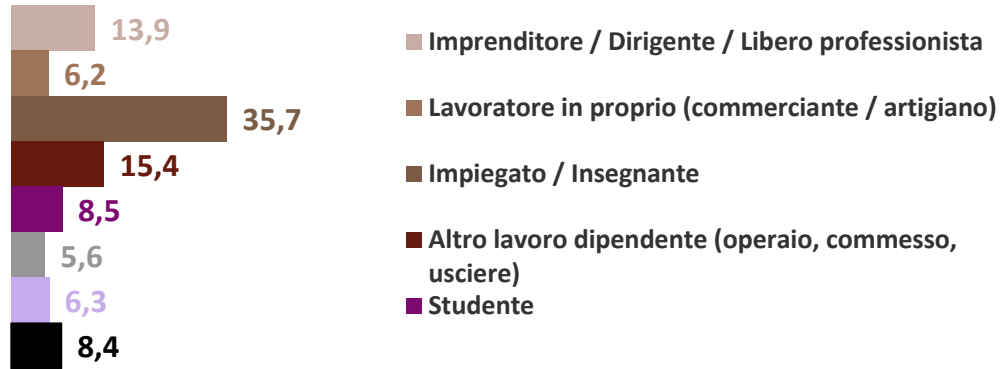 13,9
6,2
35,7
15,4
8,5
5,6
6,3
8,4
Imprenditore / Dirigente / Libero professionista
Lavoratore in proprio (commerciante / artigiano)
Impiegato / Insegnante
Altro lavoro dipendente (operaio, commesso,
usciere)
Studente